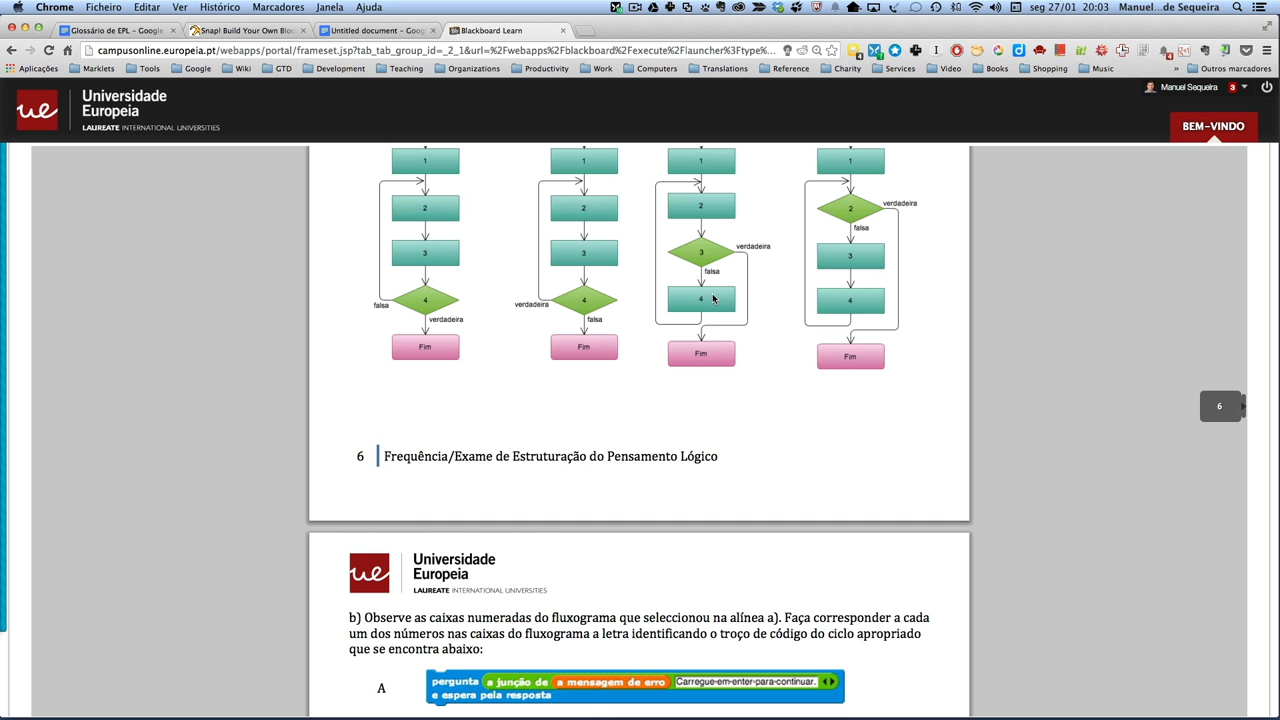 Chrome Ficheiro Editar Ver Histórico Marcadores Janela Ajuda seg 27/01 20:03 Manuel...de Sequeira
Glossário de EPL – Google
Snap! Build Your Own Bloc
Untitled document – Goog
Blackboard Learn
campusonline.europeia.pt/webapps/portal/frameset.jsp?tab_tab_group_id=_2_1&url=%2Fwebapps%2Fblackboard%2Fexecute%2Flauncher%3Ftype%...
Aplicações Marklets Tools Google Wiki GTD Development Teaching Organizations Productivity Work Computers Translations Reference Charity Services Video Books Shopping Music » Outros marcadores
Universidade
Europeia
LAUREATE INTERNATIONAL UNIVERSITIES
Manuel Sequeira 3
BEM-VINDO
1 1 1 1
2 2 2 2 verdadeira
falsa
3 3 3 verdadeira 3
falsa
4 4 4 4
falsa verdadeira
verdadeira falsa
Fim Fim Fim Fim
6
6 Frequência/Exame de Estruturação do Pensamento Lógico
Universidade
Europeia
LAUREATE INTERNATIONAL UNIVERSITIES
b) Observe as caixas numeradas do fluxograma que seleccionou na alínea a). Faça corresponder a cada
um dos números nas caixas do fluxograma a letra identificando o troço de código do ciclo apropriado
que se encontra abaixo:
A
pergunta a junção de a mensagem de erro Carregue-em-enter-para-continuar.
e espera pela resposta